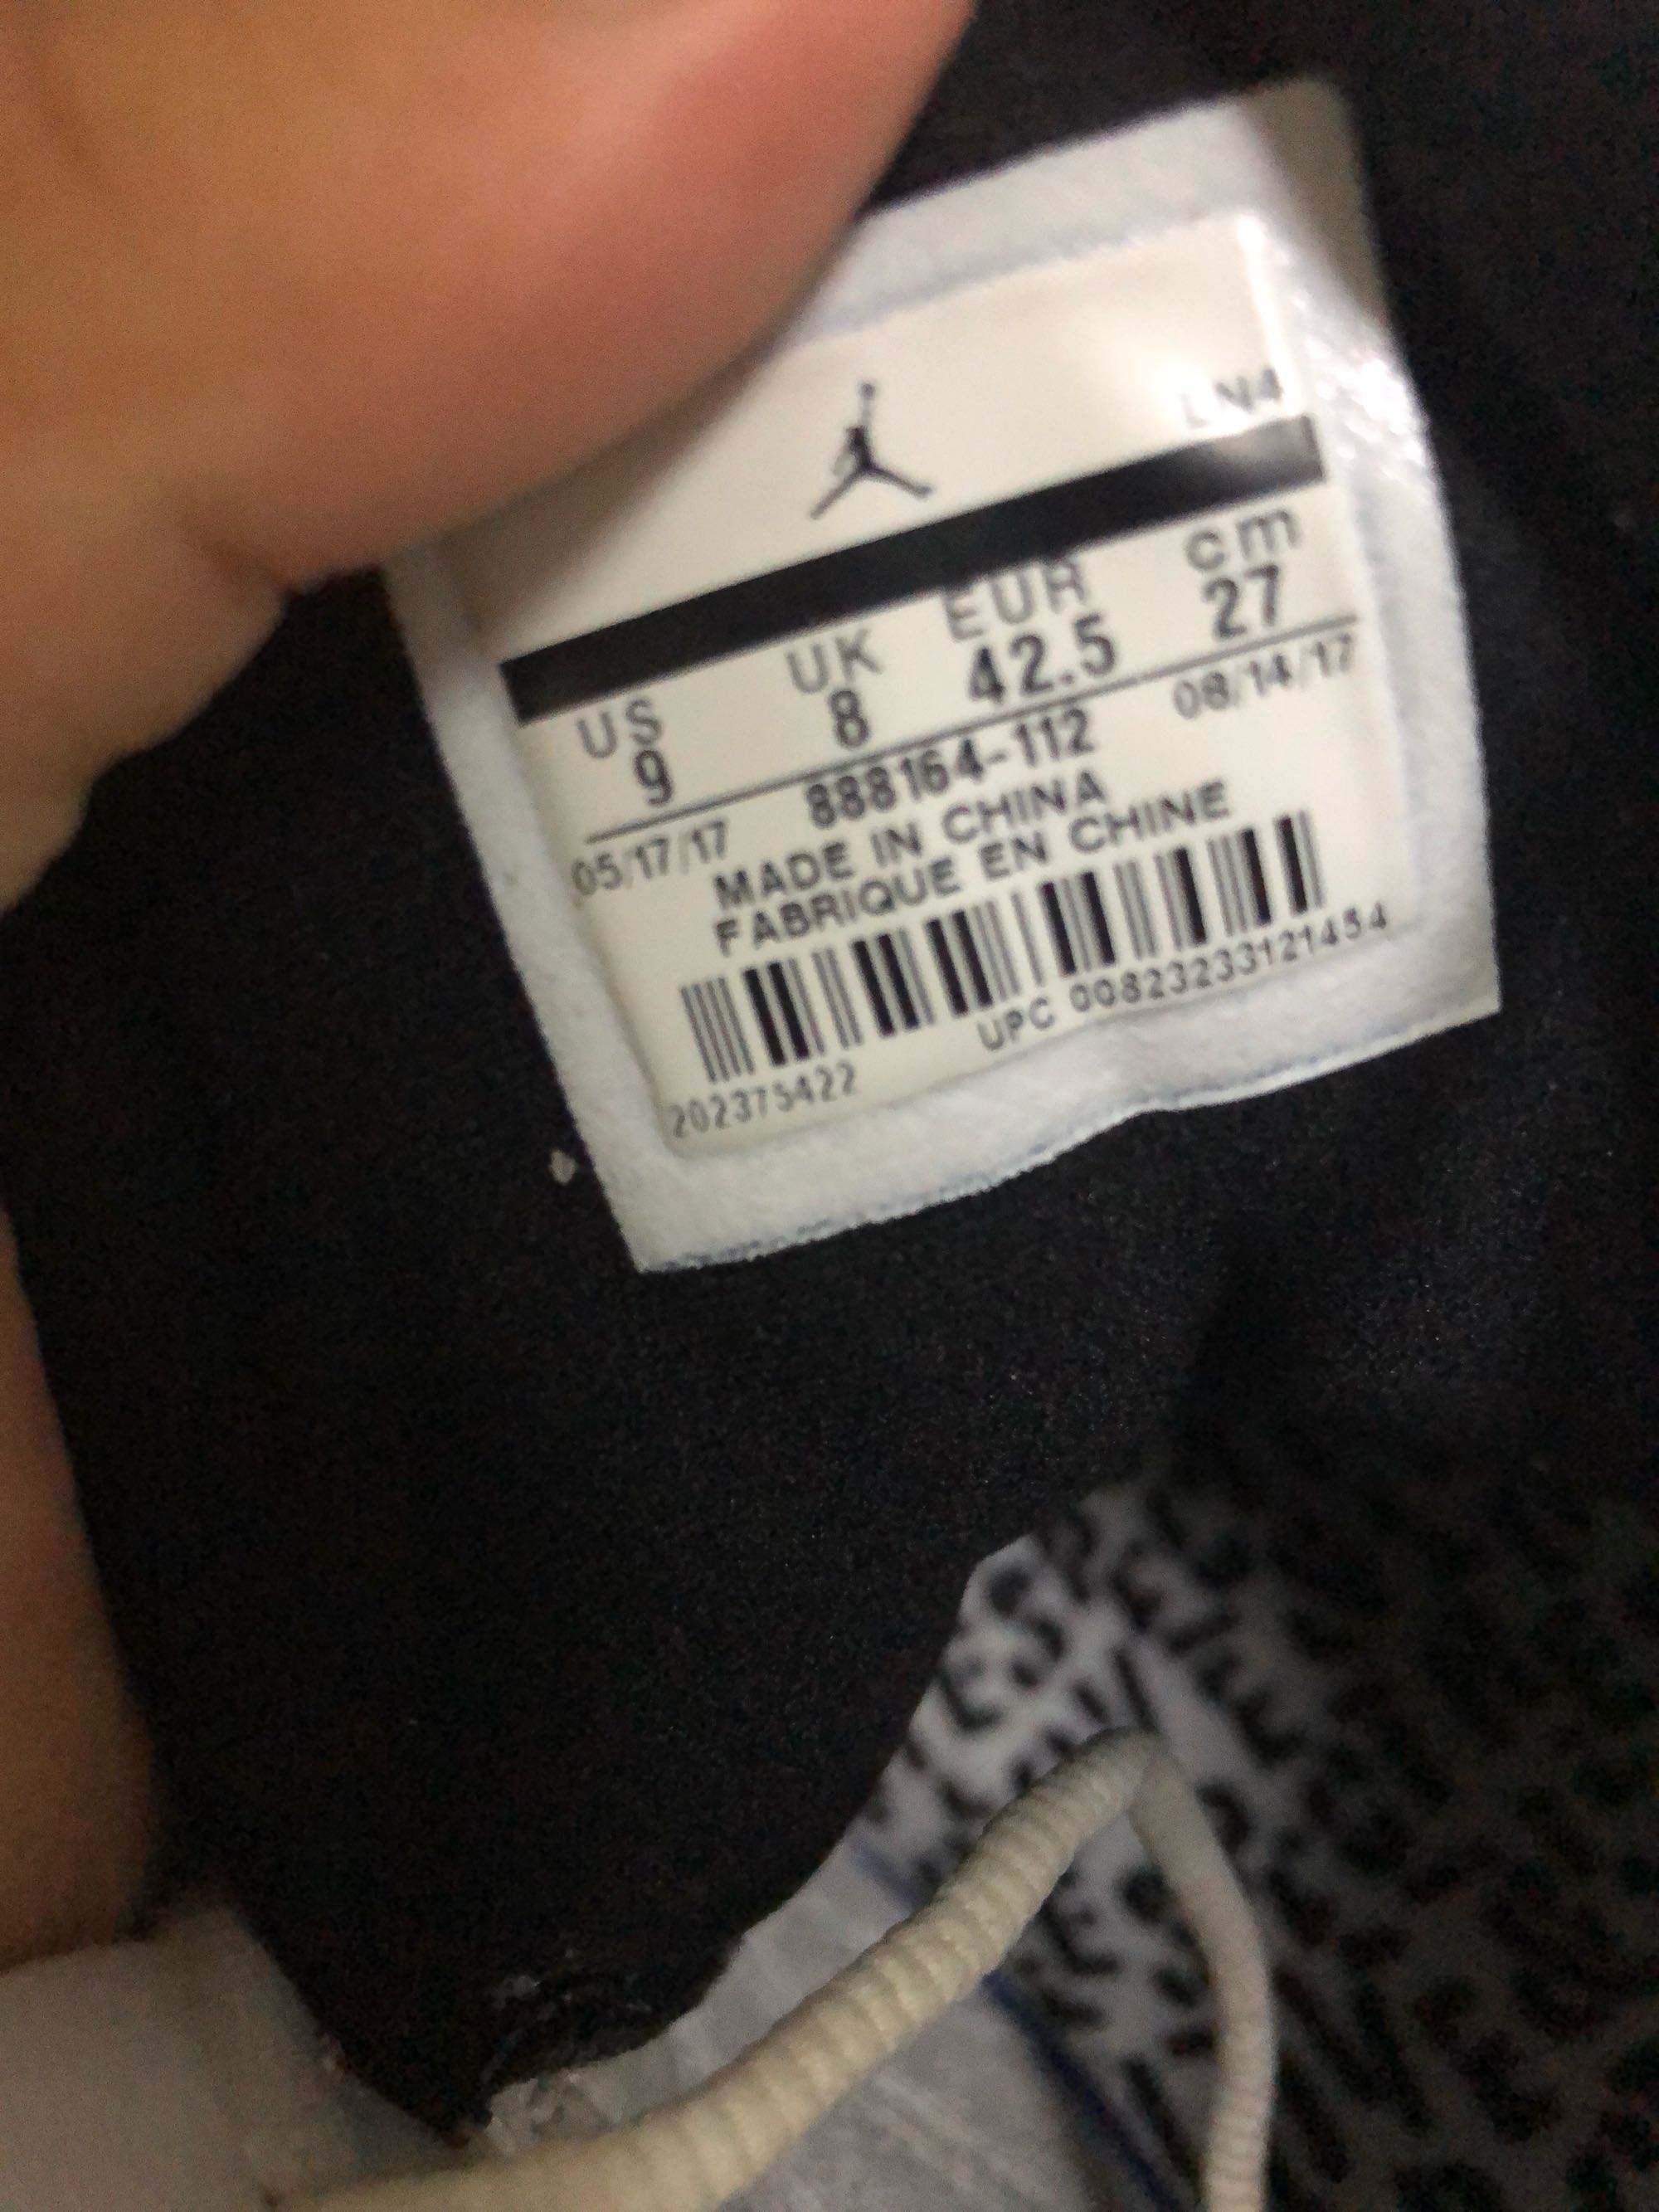 LN4
US UK EUR cm
9 8 42.5 27
05/17/17 888164-112 08/14/17
MADE IN CHINA
FABRIQUE EN CHINE
202375422 UPC 00823233121454